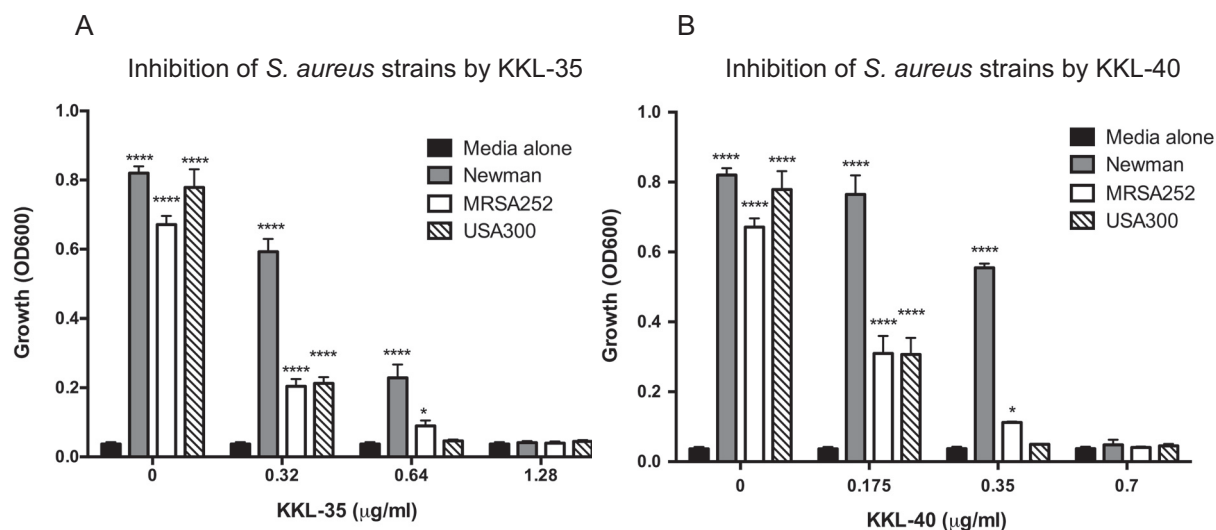 A
Inhibition of S. aureus strains by KKL-35
1.0
0.8
0.6
0.4
0.2
0.0
Growth (OD600)
Media alone
Newman
MRSA252
USA300
**** **** ****
**** **** ****
**** *
0 0.32 0.64 1.28
KKL-35 (μg/ml)
B
Inhibition of S. aureus strains by KKL-40
1.0
0.8
0.6
0.4
0.2
0.0
Growth (OD600)
Media alone
Newman
MRSA252
USA300
**** **** ****
**** **** ****
**** *
0 0.175 0.35 0.7
KKL-40 (μg/ml)